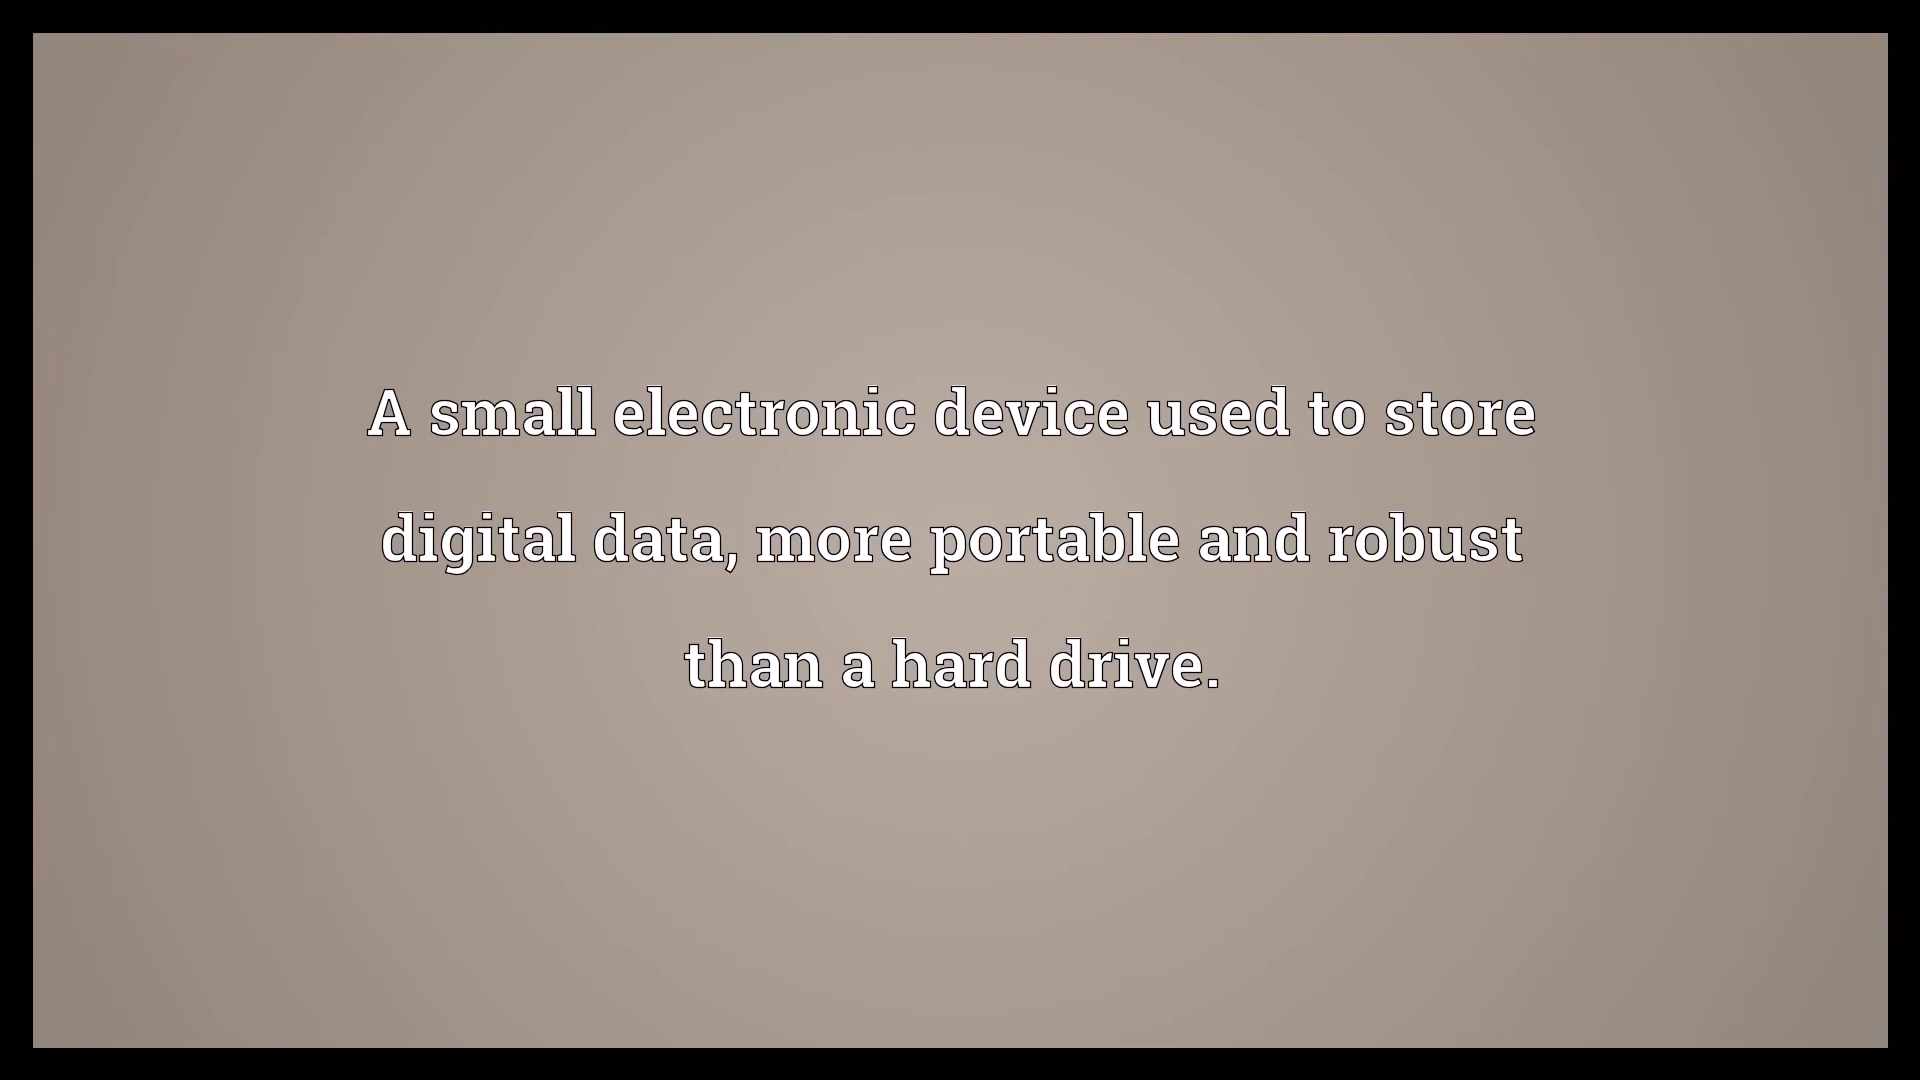 A small electronic device used to store
digital data, more portable and robust
than a hard drive.